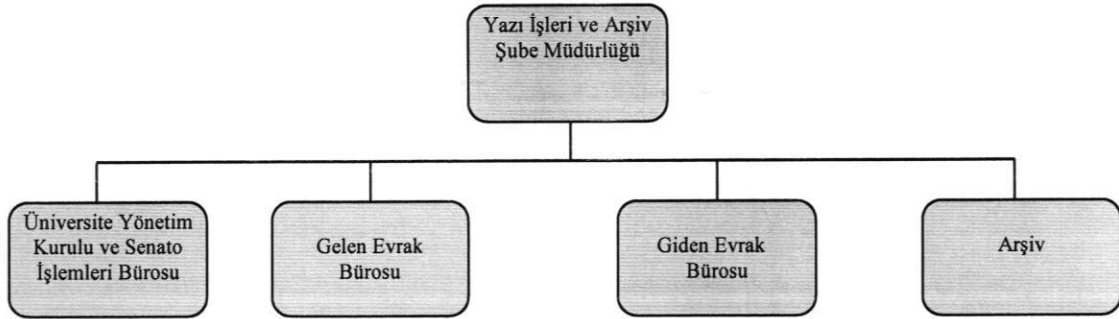 Yazı İşleri ve Arşiv
Şube Müdürlüğü
Üniversite Yönetim
Kurulu ve Senato
İşlemleri Bürosu
Gelen Evrak
Bürosu
Giden Evrak
Bürosu
Arşiv